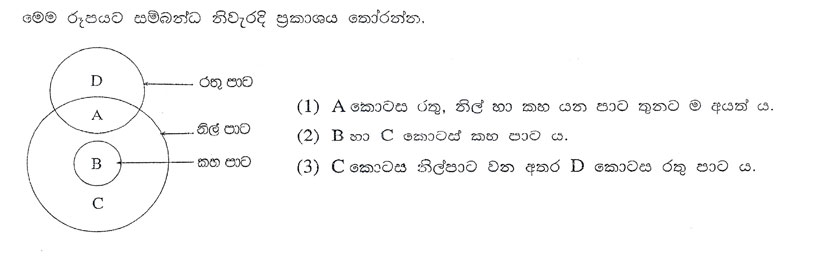 මෙම රූපයට සම්බන්ධ නිවැරදි ප්‍රකාශය තෝරන්න.
D
රතු පාට
A
නිල් පාට
B
කහ පාට
C
(1) A කොටස රතු, නිල් හා කහ යන පාට තුනට ම අයත් ය.
(2) B හා C කොටස් කහ පාට ය.
(3) C කොටස නිල්පාට වන අතර D කොටස රතු පාට ය.